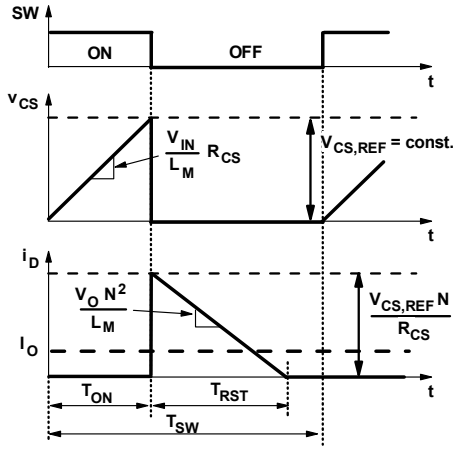 SW
ON
OFF
t
v_CS
V_IN
L_M
R_CS
V_CS,REF = const.
t
i_D
V_O N²
L_M
V_CS,REF N
R_CS
I_O
T_ON
T_RST
t
T_SW